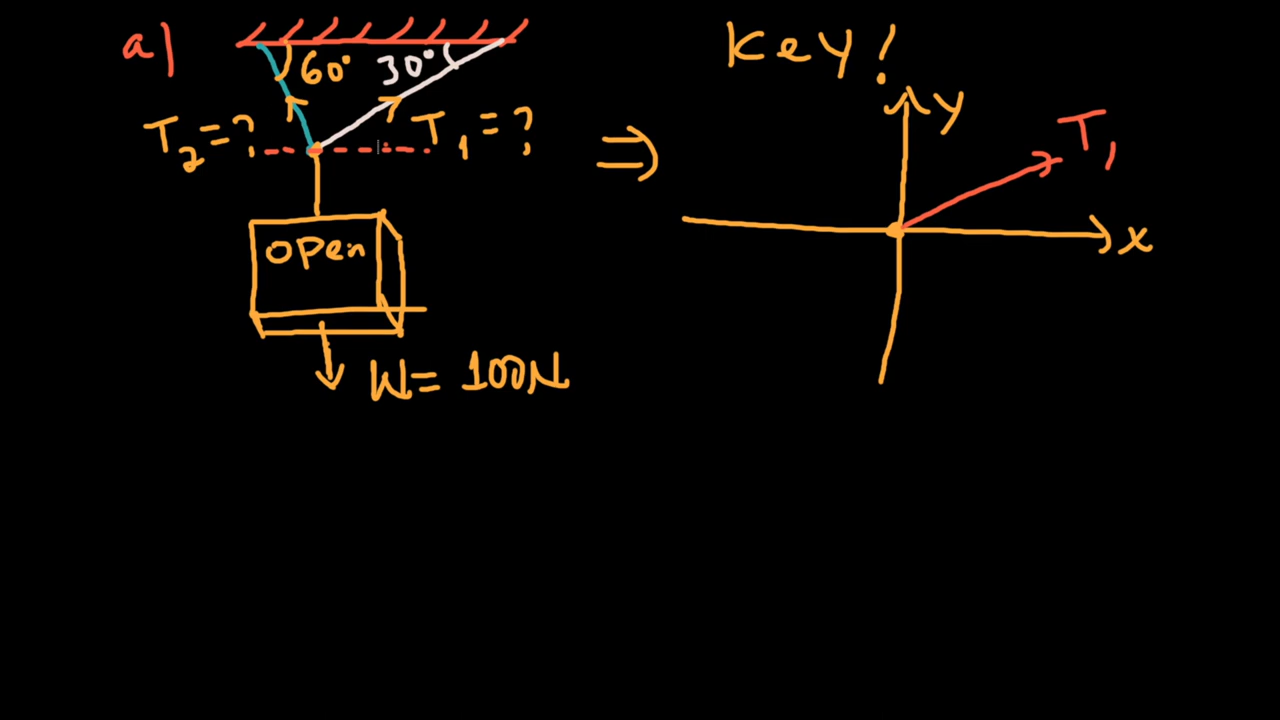 a)
60° 30°
T₂ = ?
T₁ = ?
OPen
W = 100N
⇒
Key!
y
T₁
x